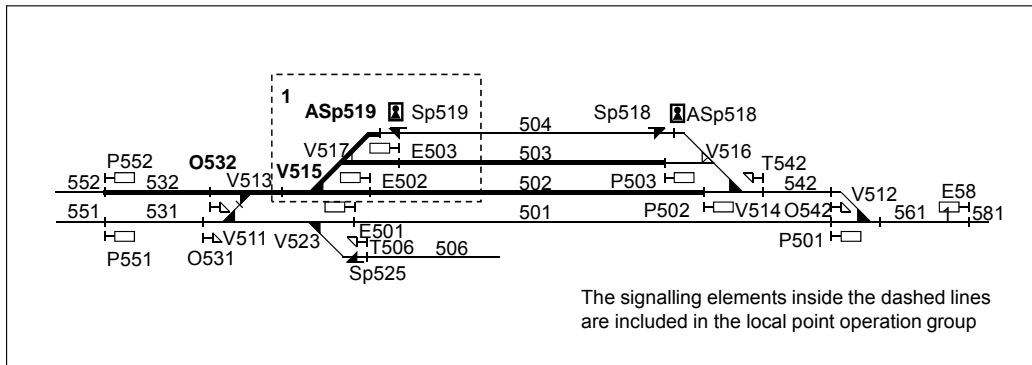 1
ASp519 Sp519 Sp518 ASp518
504
V517 E503 503 V516
P552 O532 V515 T542
552 532 V513 E502 502 P503 542 V512 E58
551 531 501 P502 V514 O542 561 1 581
P551 O531 V511 V523 E501 P501
T506 506
Sp525
The signalling elements inside the dashed lines
are included in the local point operation group